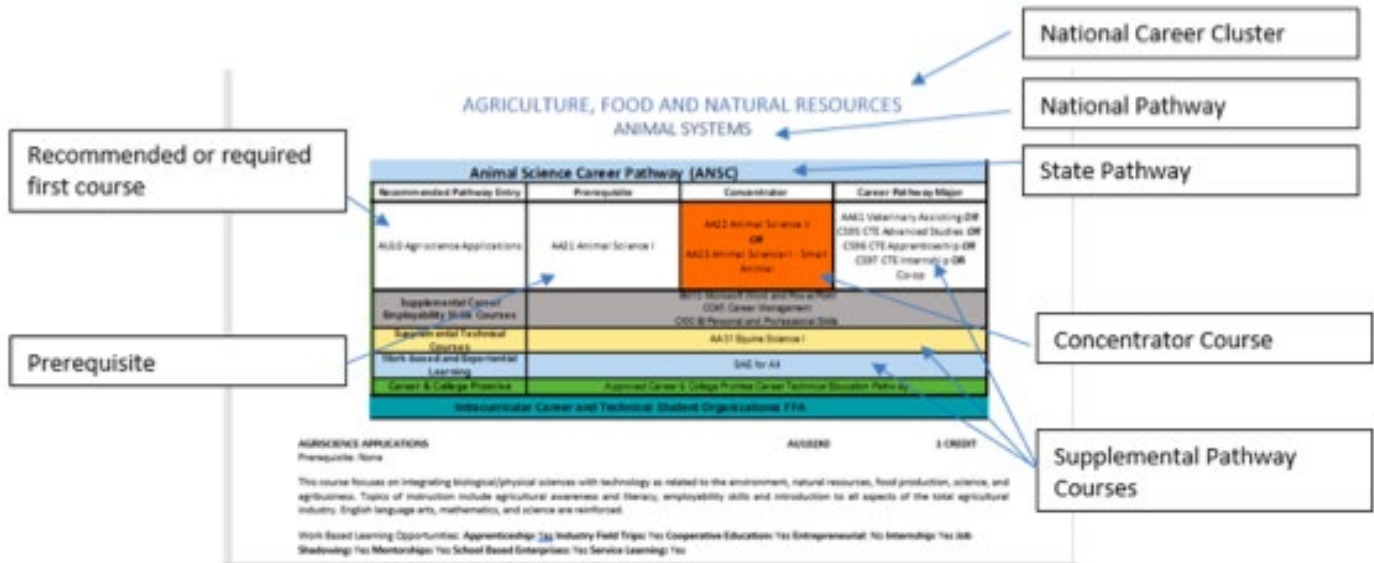 National Career Cluster
AGRICULTURE, FOOD AND NATURAL RESOURCES
National Pathway
ANIMAL SYSTEMS
Recommended or required
first course
State Pathway
Animal Science Career Pathway (ANSC)
Recommended Pathway Entry
Prerequisite
Concentrator
Career Pathway Major
AU10 Agriscience Applications
AA21 Animal Science I
AA22 Animal Science II
OR
AA23 Animal Science II - Small
Animal
AA61 Veterinary Assisting OR
CS95 CTE Advanced Studies OR
CS96 CTE Apprenticeship OR
CS97 CTE Internship OR
Co-op
Supplemental Career
Employability Skills Courses
Microsoft Word and PowerPoint
Career Management
Personal and Professional Skills
Supplemental Technical
Courses
AA31 Equine Science I
Work Based and Experiential
Learning
SAE for All
Career & College Promise
Approved Career & College Promise Career Technical Education Pathway
Intracurricular Career and Technical Student Organizations FFA
Prerequisite
Concentrator Course
Supplemental Pathway
Courses
AGRISCIENCE APPLICATIONS
1 CREDIT
Prerequisite: None
This course focuses on integrating biological/physical sciences with technology as related to the environment, natural resources, food production, science, and
agribusiness. Topics of instruction include agricultural awareness and literacy, employability skills and introduction to all aspects of the total agricultural
industry. English language arts, mathematics, and science are reinforced.
Work Based Learning Opportunities: Apprenticeship: Yes Industry Field Trips: Yes Cooperative Education: Yes Entrepreneurial: No Internship: Yes Job
Shadowing: Yes Mentorships: Yes School Based Enterprises: Yes Service Learning: Yes